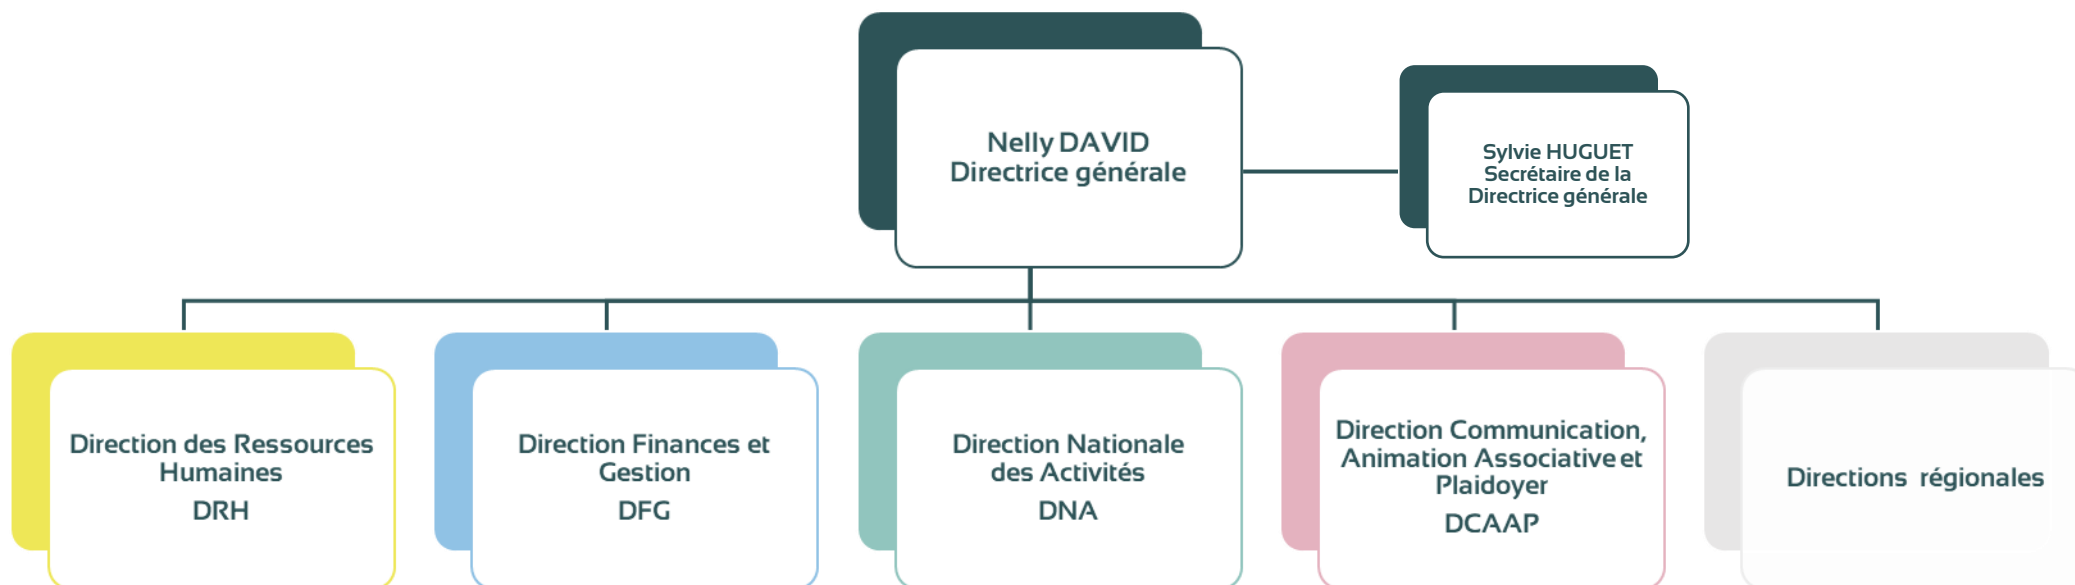 Nelly DAVID
Directrice générale
Sylvie HUGUET
Secrétaire de la
Directrice générale
Direction des Ressources
Humaines
DRH
Direction Finances et
Gestion
DFG
Direction Nationale
des Activités
DNA
Direction Communication,
Animation Associative et
Plaidoyer
DCAAP
Directions régionales